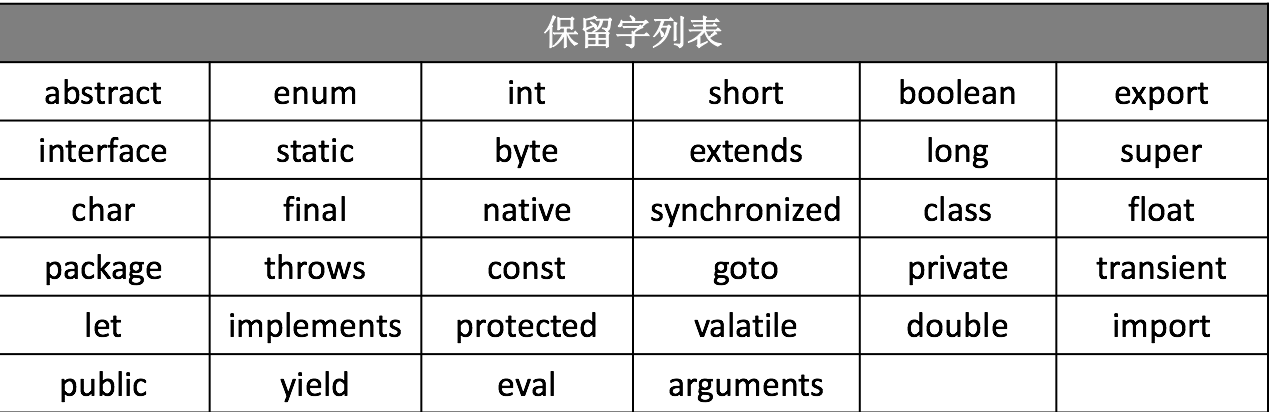 保留字列表
abstract enum int short boolean export
interface static byte extends long super
char final native synchronized class float
package throws const goto private transient
let implements protected valatile double import
public yield eval arguments